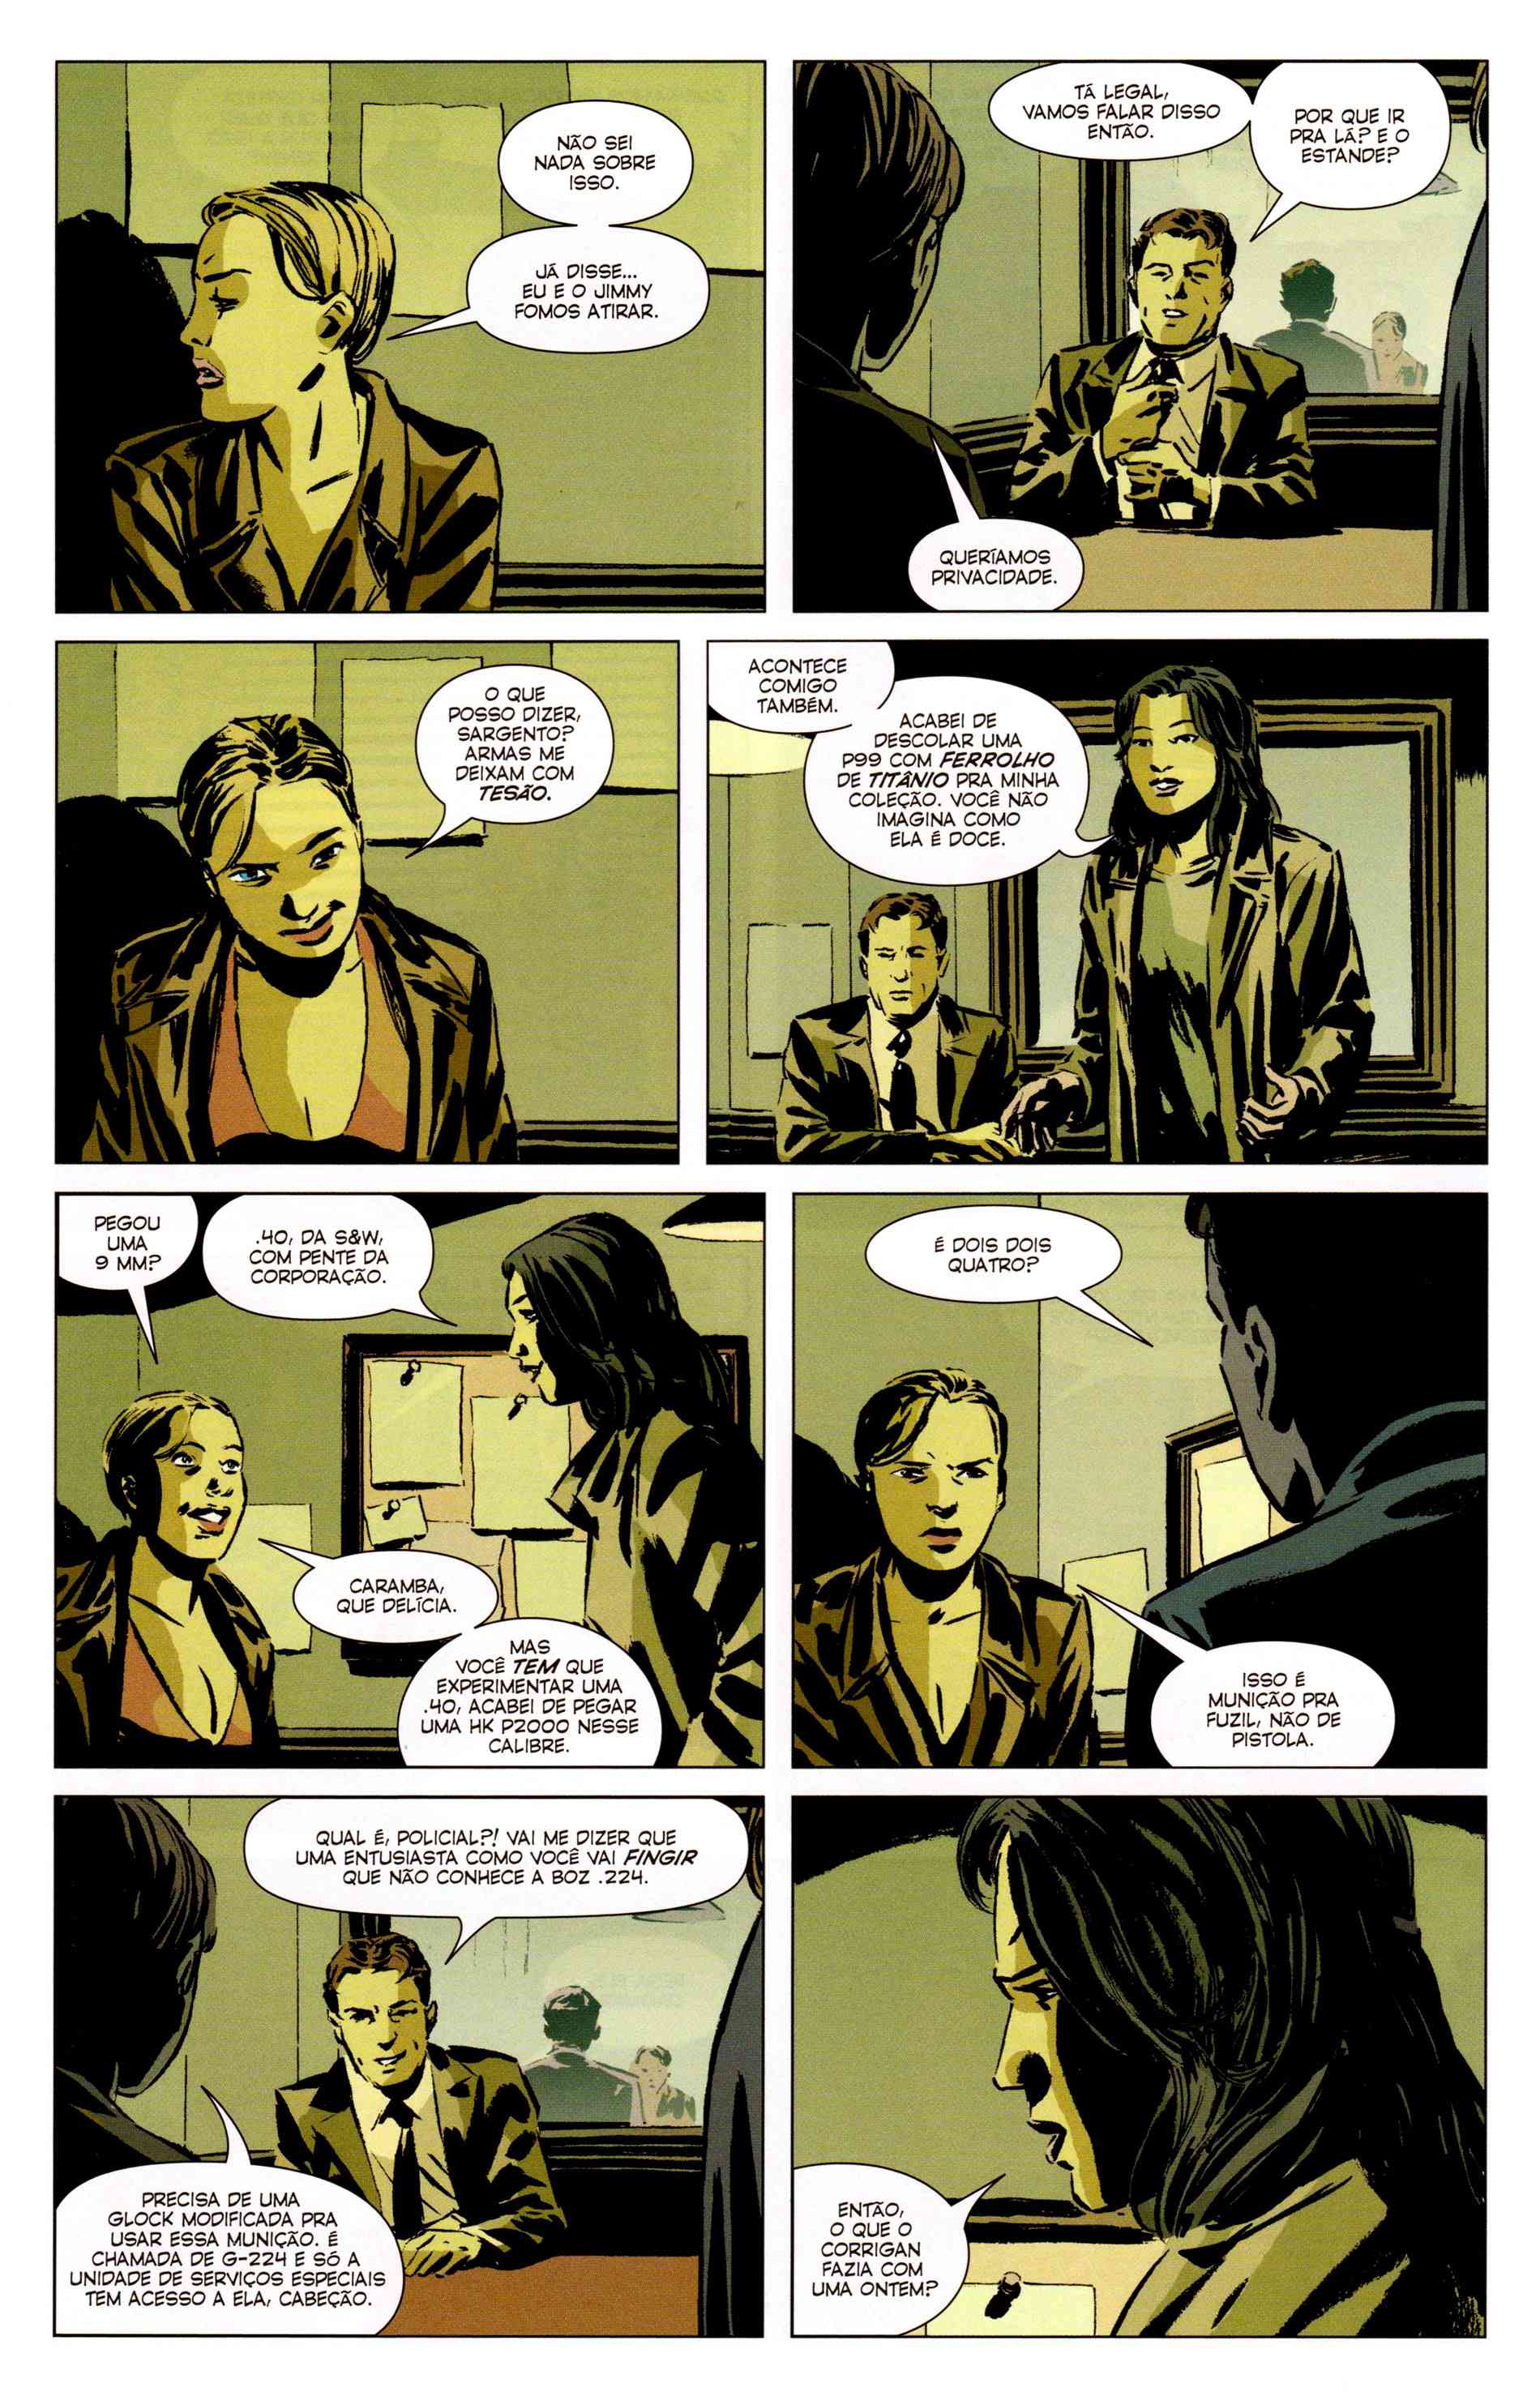 NÃO SEI
NADA SOBRE
ISSO.
JÁ DISSE...
EU E O JIMMY
FOMOS ATIRAR.
TÁ LEGAL,
VAMOS FALAR DISSO
ENTÃO.
POR QUE IR
PRA LÁ? E O
ESTANDE?
QUERÍAMOS
PRIVACIDADE.
O QUE
POSSO DIZER,
SARGENTO?
ARMAS ME
DEIXAM COM
TESÃO.
ACONTECE
COMIGO
TAMBÉM.
ACABEI DE
DESCOLAR UMA
P99 COM FERROLHO
DE TITÂNIO PRA MINHA
COLEÇÃO. VOCÊ NÃO
IMAGINA COMO
ELA É DOCE.
PEGOU
UMA
9 MM?
.40, DA S&W,
COM PENTE DA
CORPORAÇÃO.
CARAMBA,
QUE DELÍCIA.
MAS
VOCÊ TEM QUE
EXPERIMENTAR UMA
.40, ACABEI DE PEGAR
UMA HK P2000 NESSE
CALIBRE.
É DOIS DOIS
QUATRO?
ISSO É
MUNIÇÃO PRA
FUZIL, NÃO DE
PISTOLA.
QUAL É, POLICIAL?! VAI ME DIZER QUE
UMA ENTUSIASTA COMO VOCÊ VAI FINGIR
QUE NÃO CONHECE A BOZ .224.
PRECISA DE UMA
GLOCK MODIFICADA PRA
USAR ESSA MUNIÇÃO. É
CHAMADA DE G-224 E SÓ A
UNIDADE DE SERVIÇOS ESPECIAIS
TEM ACESSO A ELA, CABEÇÃO.
ENTÃO,
O QUE O
CORRIGAN
FAZIA COM
UMA ONTEM?